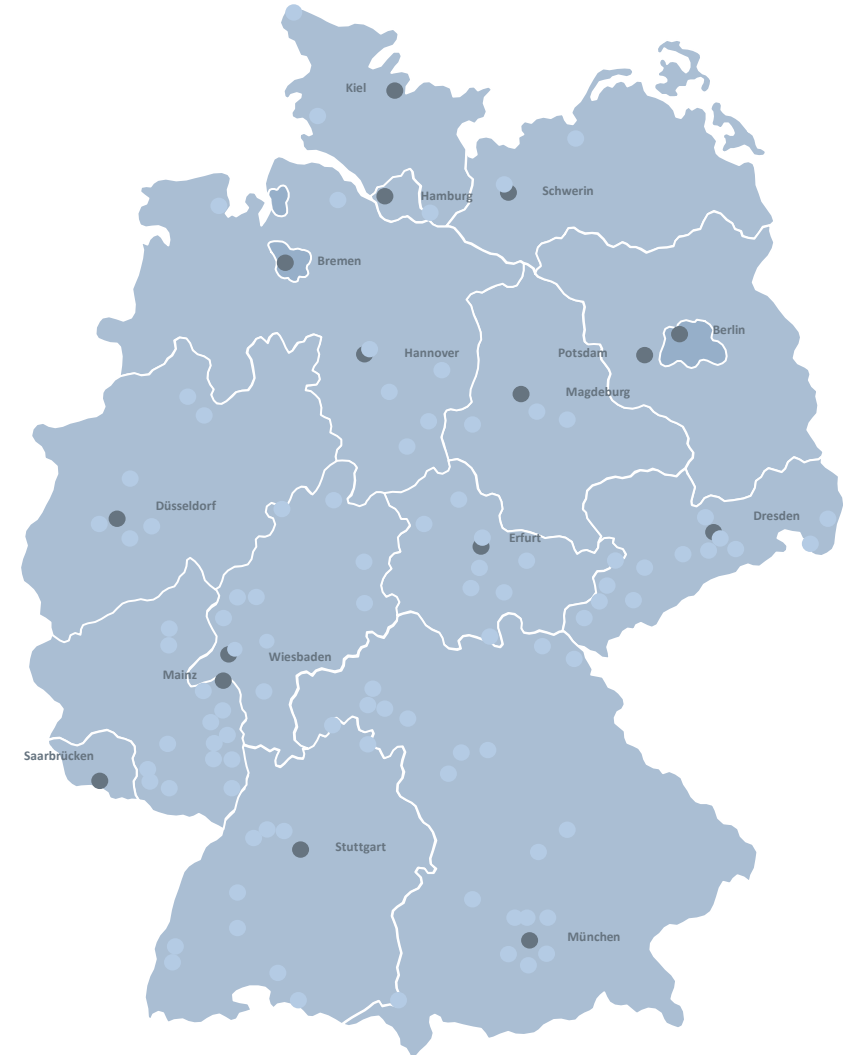 Kiel
Hamburg
Schwerin
Bremen
Berlin
Hannover
Potsdam
Magdeburg
Düsseldorf
Dresden
Erfurt
Wiesbaden
Mainz
Saarbrücken
Stuttgart
München